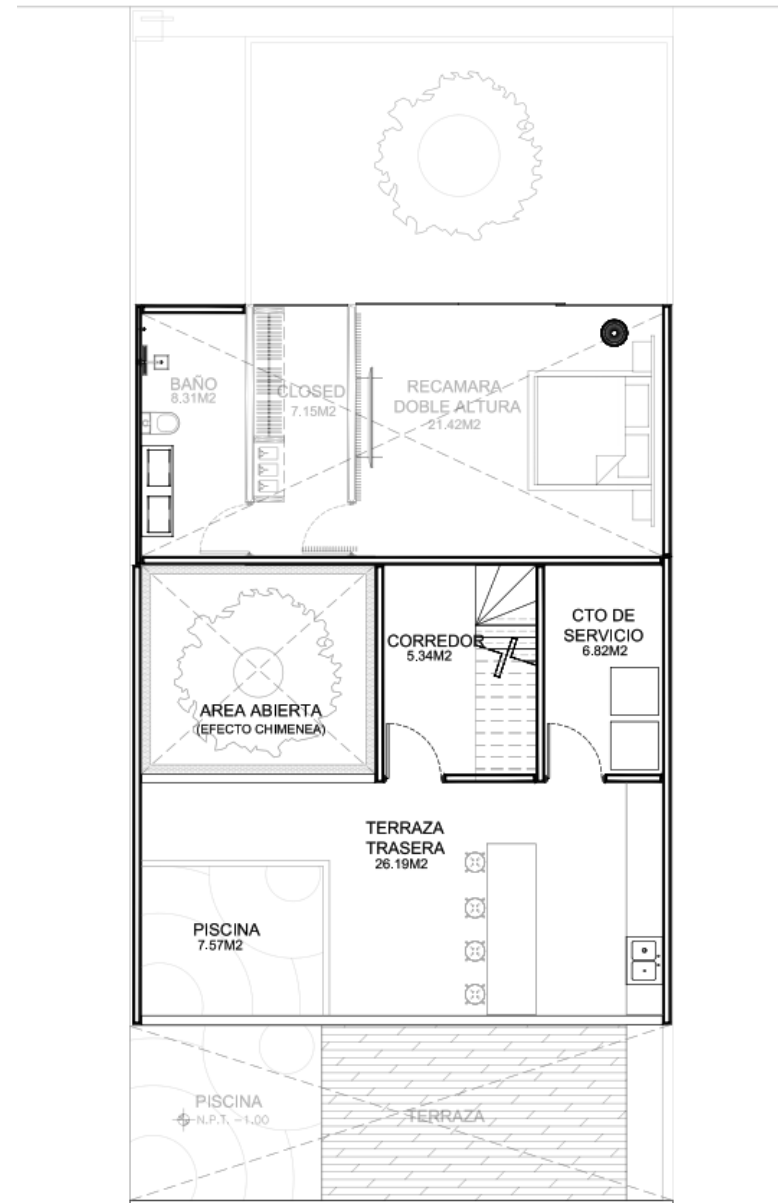 BAÑO
8.31M2
CLOSED
7.15M2
RECAMARA
DOBLE ALTURA
21.42M2
AREA ABIERTA
(EFECTO CHIMENEA)
CORREDOR
5.34M2
CTO DE
SERVICIO
6.82M2
TERRAZA
TRASERA
26.19M2
PISCINA
7.57M2
PISCINA
N.P.T. -1.00
TERRAZA